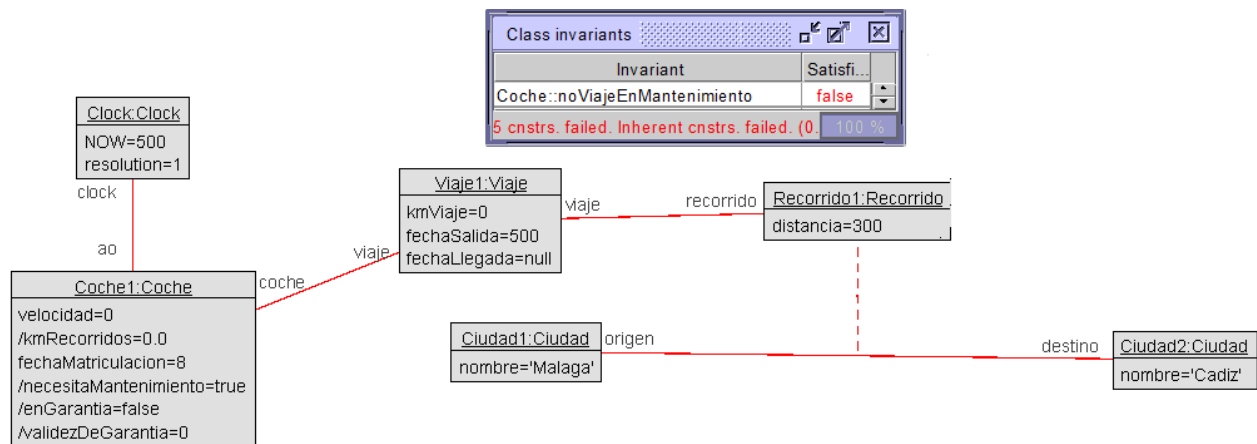 Class invariants
Invariant Satisfi...
Coche::noViajeEnMantenimiento false
5 cnstrs. failed. Inherent cnstrs. failed. (0. 100 %
Clock:Clock
NOW=500
resolution=1
clock
ao
Viaje1:Viaje
kmViaje=0
fechaSalida=500
fechaLlegada=null
viaje
recorrido
Recorrido1:Recorrido
distancia=300
viaje
coche
Coche1:Coche
velocidad=0
/kmRecorridos=0.0
fechaMatriculacion=8
/necesitaMantenimiento=true
/enGarantia=false
/validezDeGarantia=0
Ciudad1:Ciudad
nombre='Malaga'
origen
destino
Ciudad2:Ciudad
nombre='Cadiz'